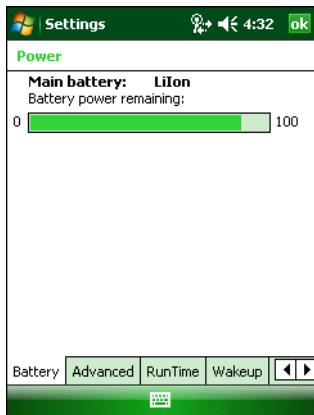 Settings 4:32 ok
Power
Main battery: LiIon
Battery power remaining:
0 100
Battery Advanced RunTime Wakeup